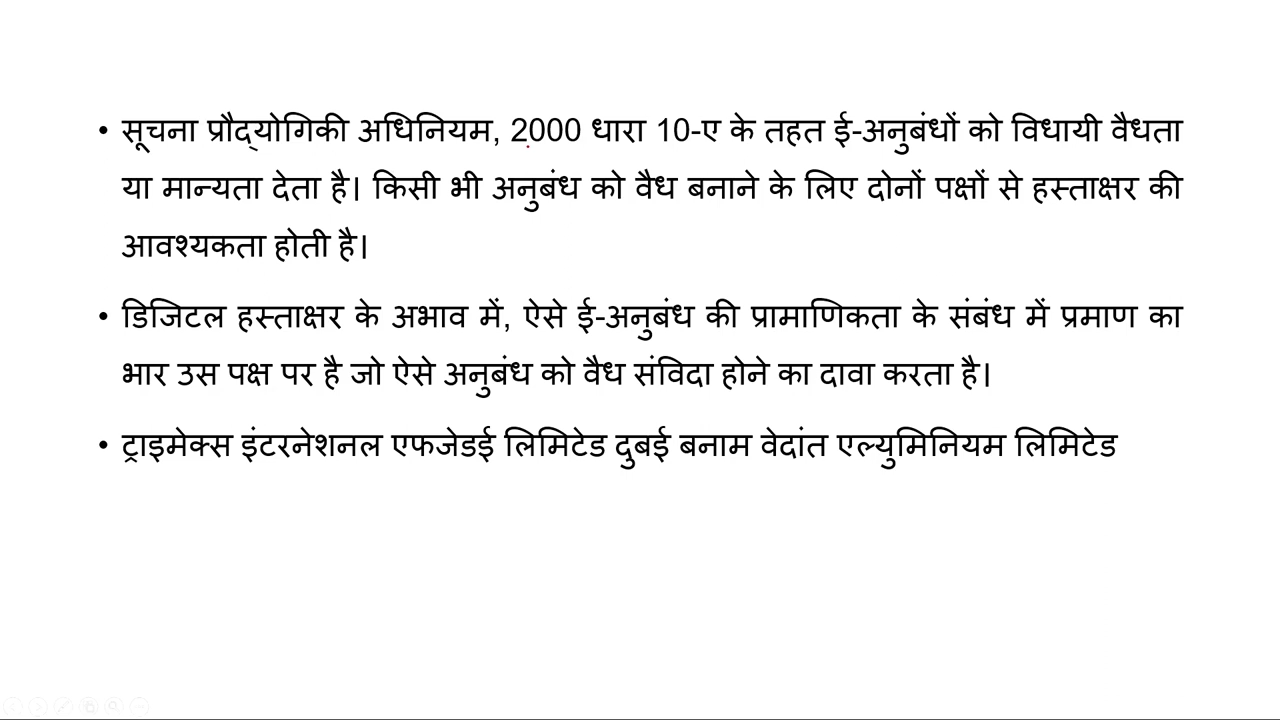 • सूचना प्रौद्योगिकी अधिनियम, 2000 धारा 10-ए के तहत ई-अनुबंधों को विधायी वैधता
या मान्यता देता है। किसी भी अनुबंध को वैध बनाने के लिए दोनों पक्षों से हस्ताक्षर की
आवश्यकता होती है।
• डिजिटल हस्ताक्षर के अभाव में, ऐसे ई-अनुबंध की प्रामाणिकता के संबंध में प्रमाण का
भार उस पक्ष पर है जो ऐसे अनुबंध को वैध संविदा होने का दावा करता है।
• ट्राइमेक्स इंटरनेशनल एफजेडई लिमिटेड दुबई बनाम वेदांत एल्युमिनियम लिमिटेड